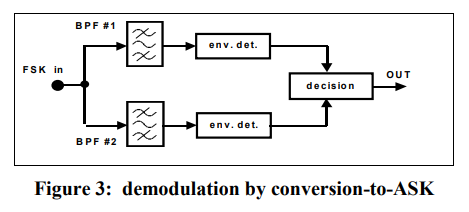 BPF #1
env. det.
FSK in
OUT
decision
BPF #2
env. det.
Figure 3: demodulation by conversion-to-ASK